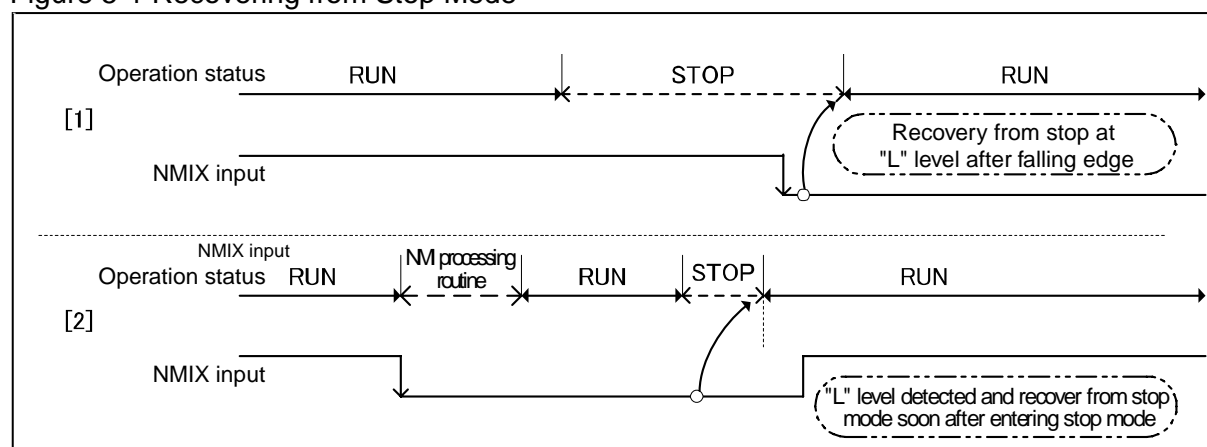 Figure 8-1 Recovering from Stop Mode
Operation status RUN STOP RUN
[1]
Recovery from stop at
"L" level after falling edge
NMIX input
NMIX input
Operation status RUN NMI processing routine RUN STOP RUN
[2]
NMIX input
"L" level detected and recover from stop
mode soon after entering stop mode